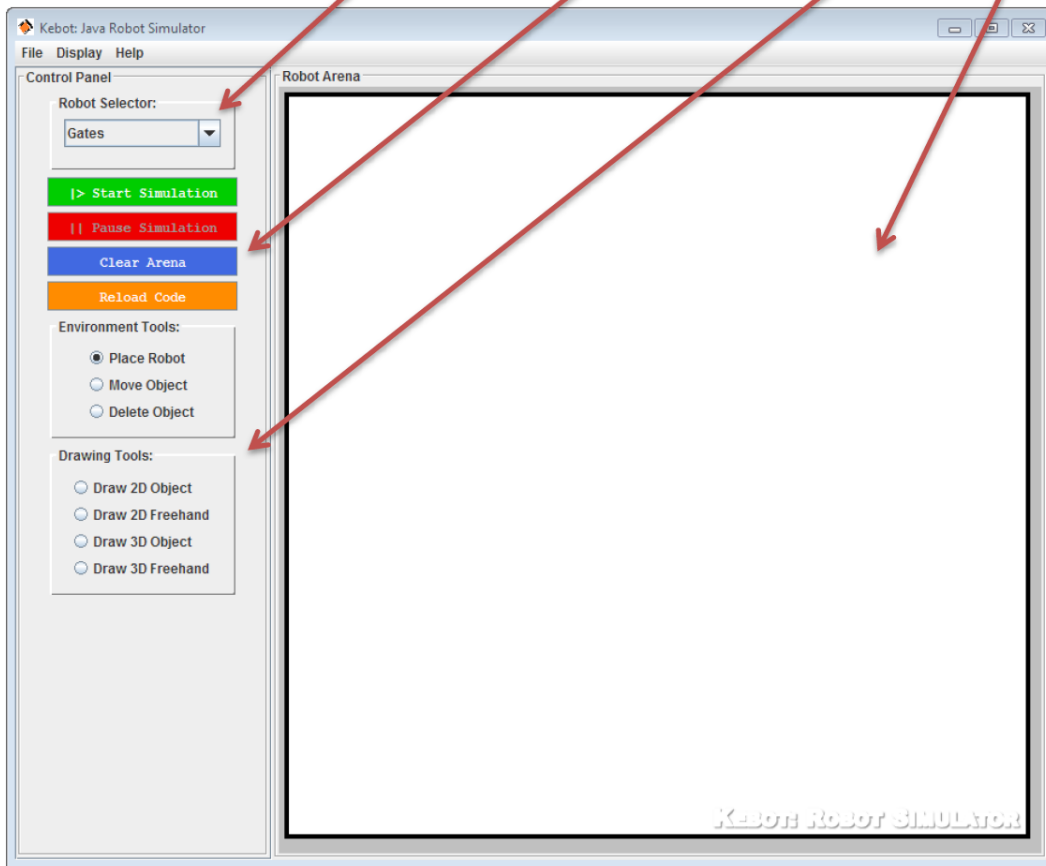 Kebot: Java Robot Simulator
File Display Help
Control Panel
Robot Selector:
Gates
|> Start Simulation
|| Pause Simulation
Clear Arena
Reload Code
Environment Tools:
Place Robot
Move Object
Delete Object
Drawing Tools:
Draw 2D Object
Draw 2D Freehand
Draw 3D Object
Draw 3D Freehand
Robot Arena
Kebot: Robot Simulator